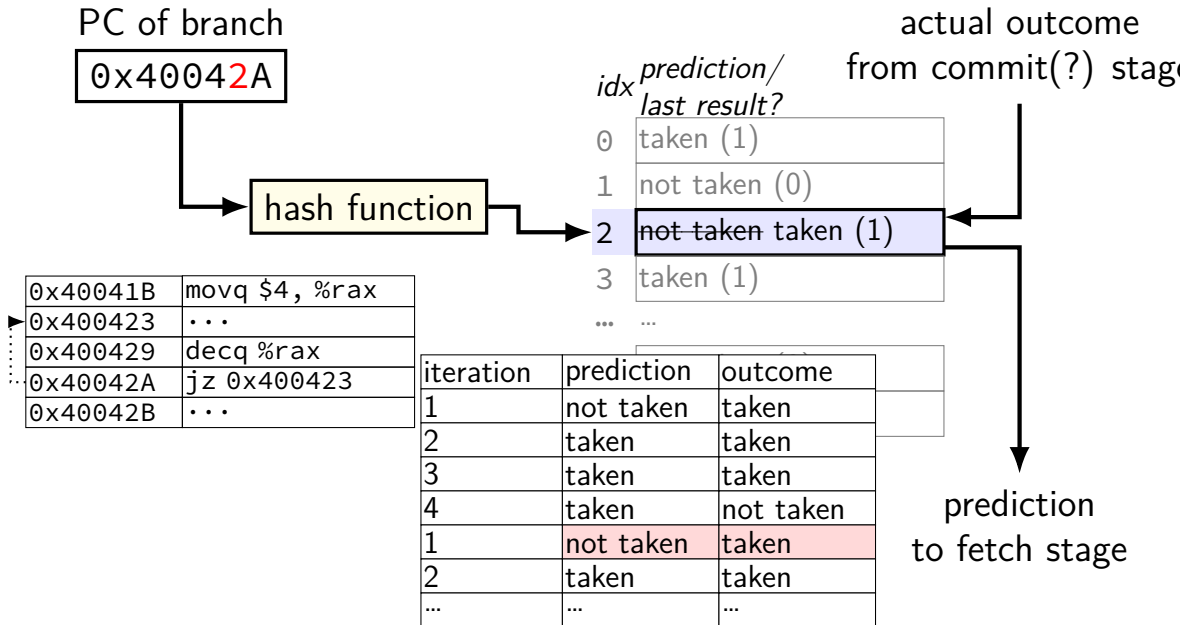 PC of branch
0x40042A
hash function
idx
prediction/
last result?
0 taken (1)
1 not taken (0)
2 not taken taken (1)
3 taken (1)
… …
actual outcome
from commit(?) stage
prediction
to fetch stage
0x40041B movq $4, %rax
0x400423 ...
0x400429 decq %rax
0x40042A jz 0x400423
0x40042B ...
iteration prediction outcome
1 not taken taken
2 taken taken
3 taken taken
4 taken not taken
1 not taken taken
2 taken taken
… … …